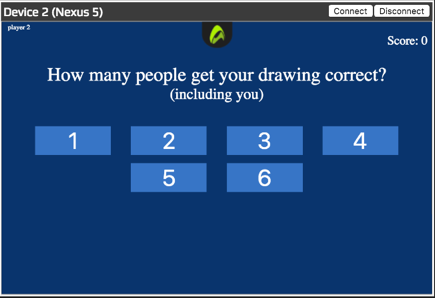 Device 2 (Nexus 5)
Connect
Disconnect
player 2
Score: 0
How many people get your drawing correct?
(including you)
1 2 3 4
5 6